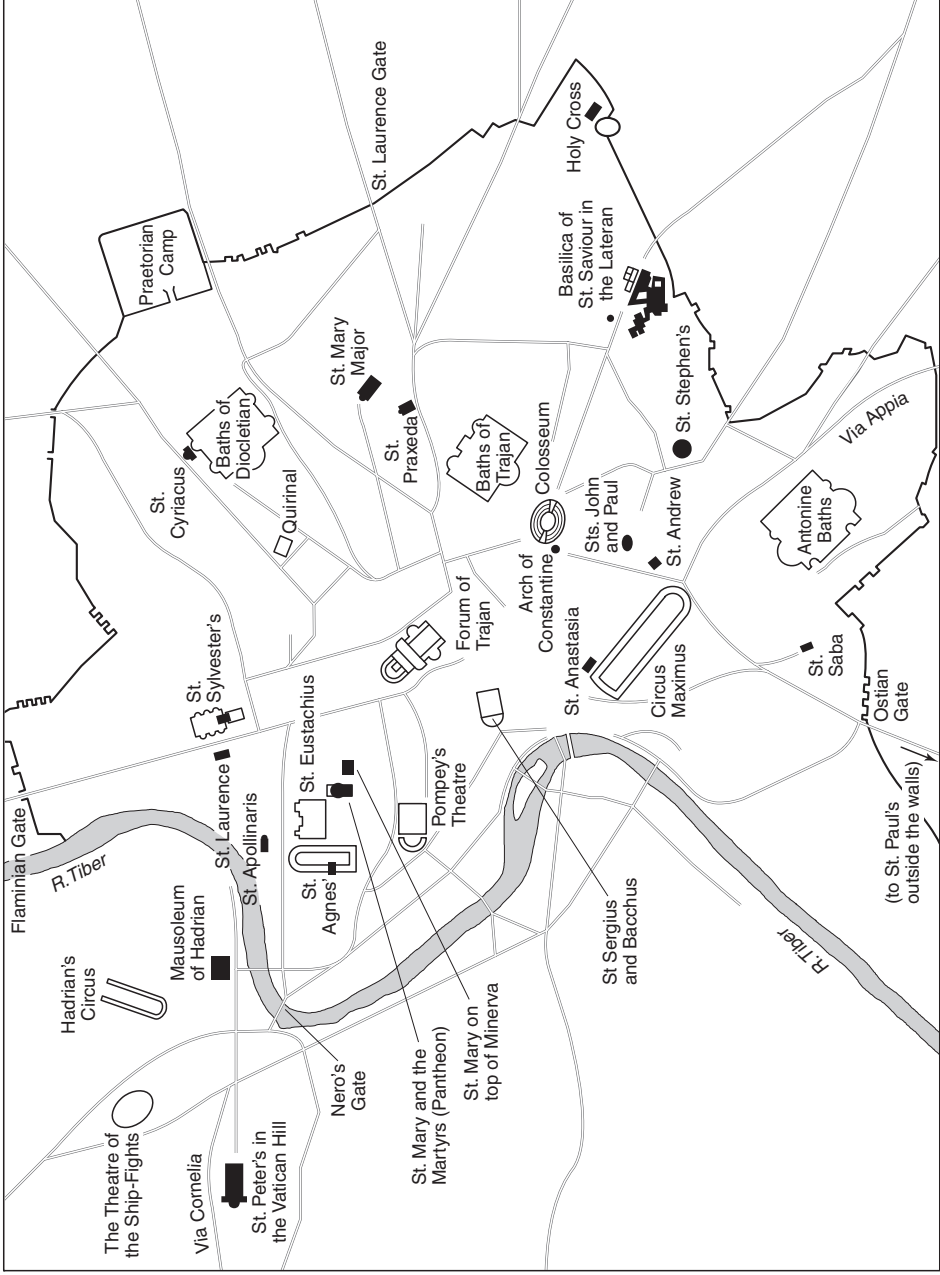 Flaminian Gate
R.Tiber
Hadrian's
Circus
The Theatre of
the Ship-Fights
Via Cornelia
St. Peter's in
the Vatican Hill
Mausoleum
of Hadrian
Nero's
Gate
St. Laurence
St. Apollinaris
St.
Sylvester's
St. Eustachius
St.
Agnes'
St. Mary and the
Martyrs (Pantheon)
St. Mary on
top of Minerva
Pompey's
Theatre
St Sergius
and Bacchus
R.Tiber
Praetorian
Camp
St. Laurence Gate
St.
Cyriacus
Baths of
Diocletian
Quirinal
St. Mary
Major
St.
Praxeda
Baths of
Trajan
Colosseum
Forum of
Trajan
Arch of
Constantine
Sts. John
and Paul
St. Andrew
St. Anastasia
Circus
Maximus
Holy Cross
Basilica of
St. Saviour in
the Lateran
St. Stephen's
Via Appia
Antonine
Baths
St.
Saba
Ostian
Gate
(to St. Paul's
outside the walls)